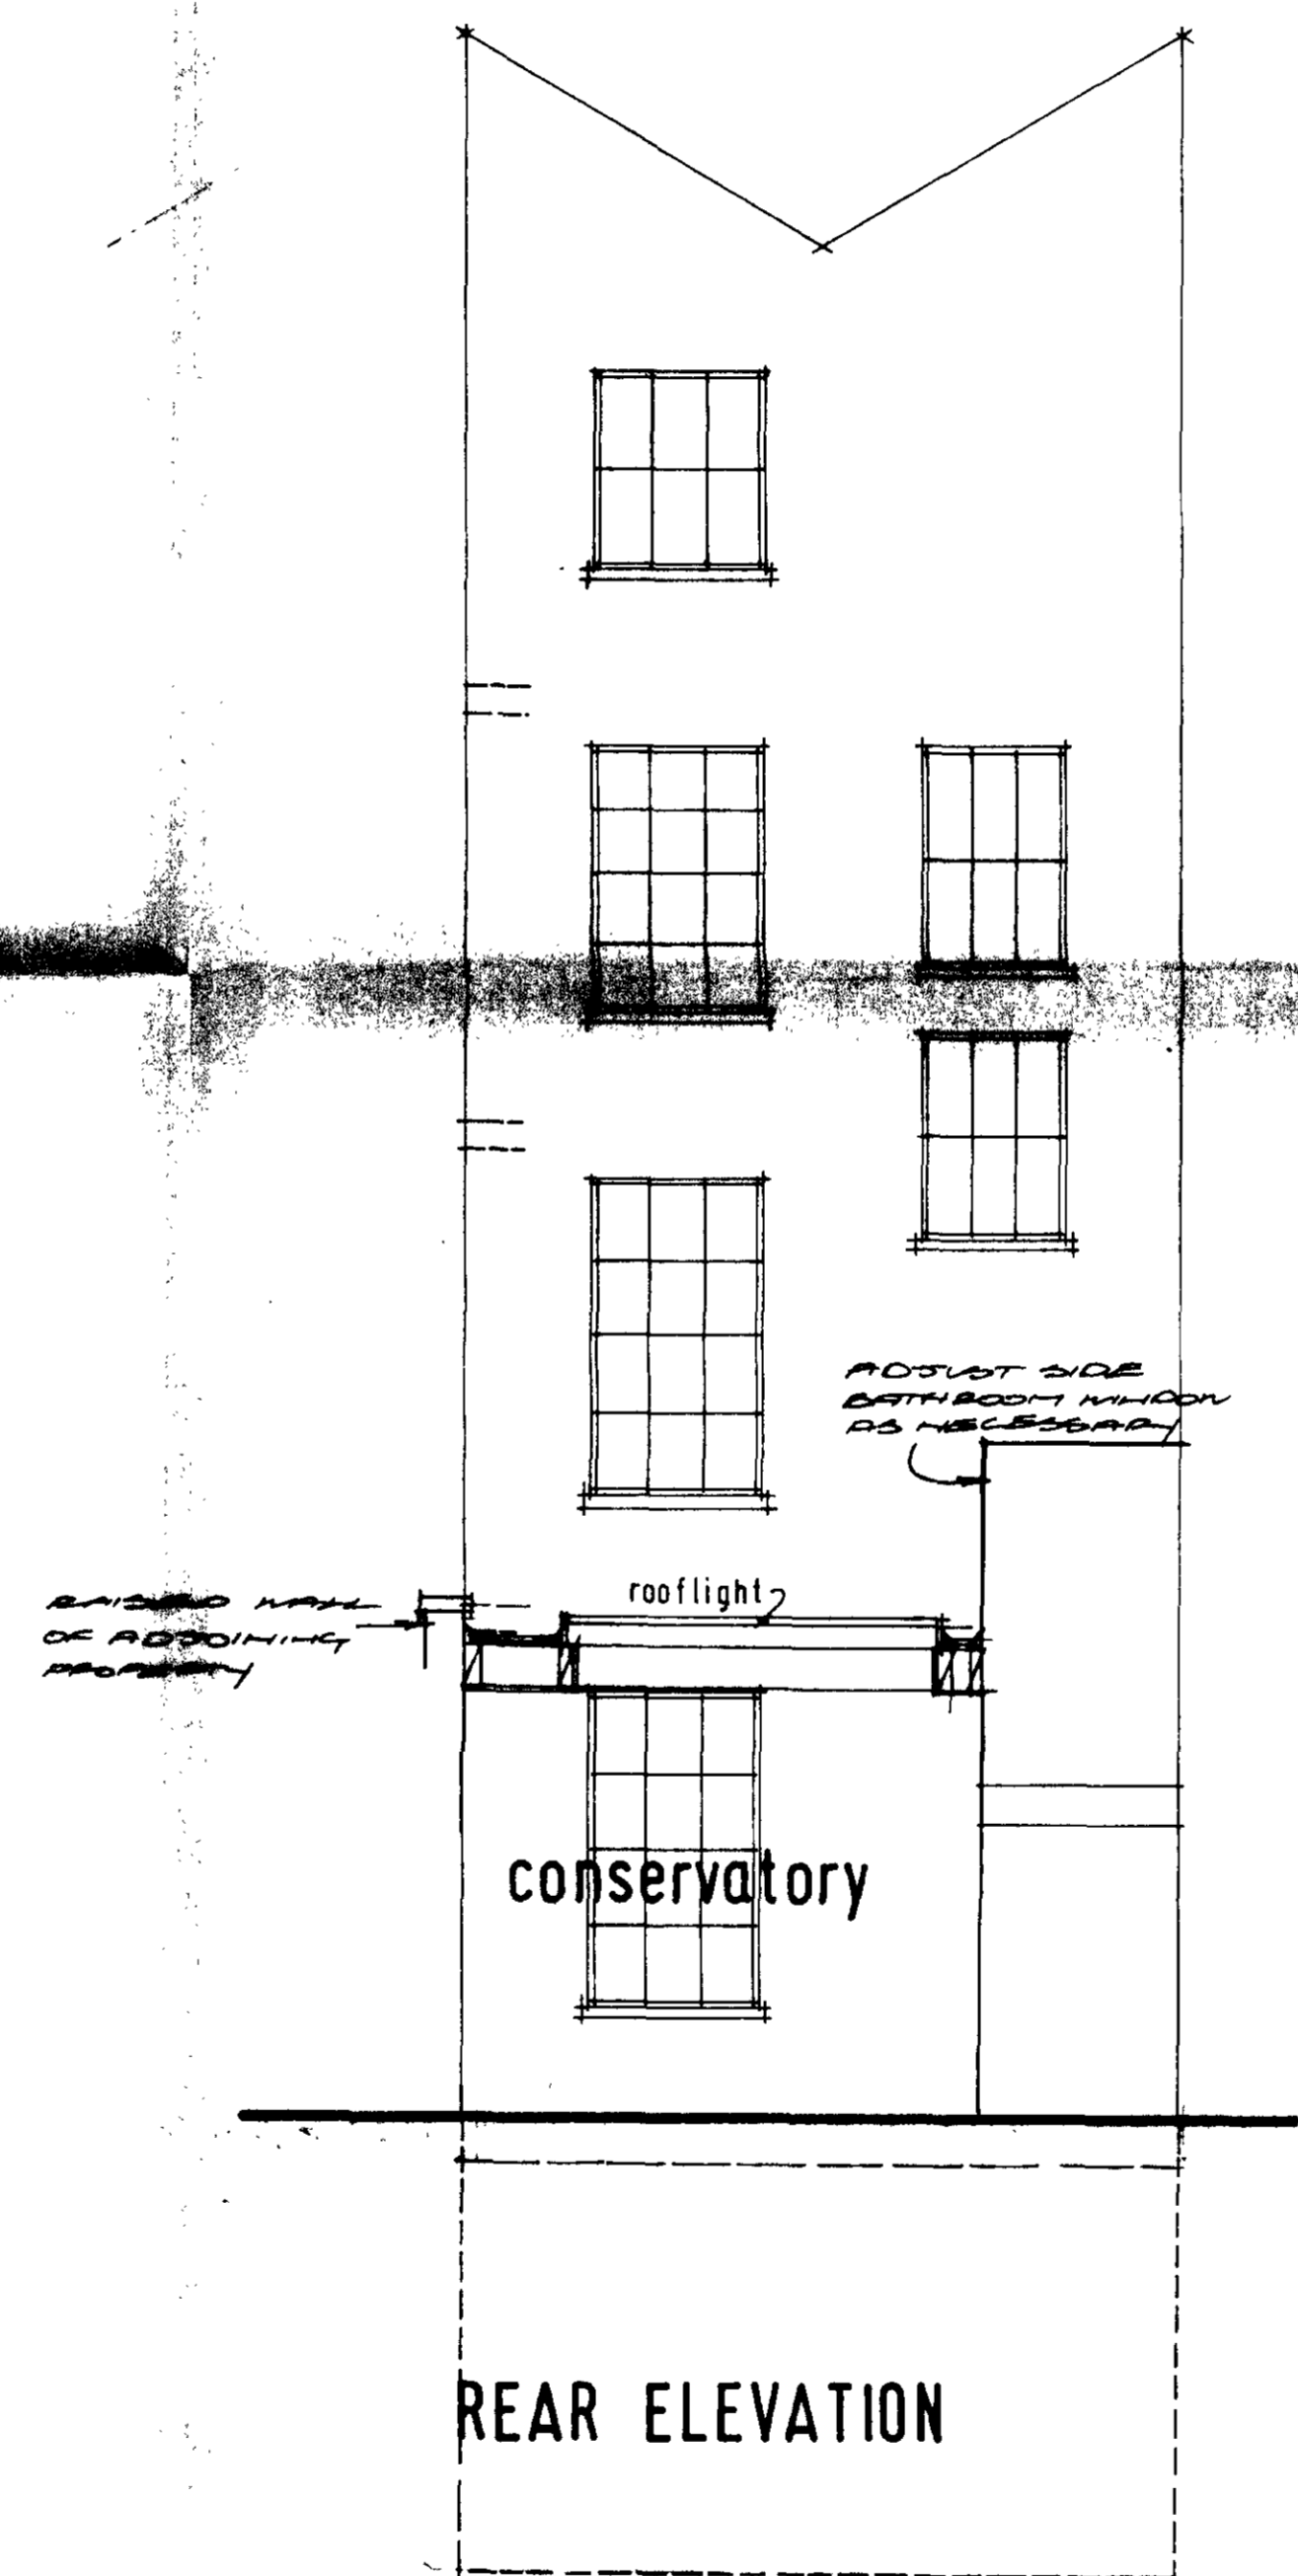 ADJUST SIDE
BATHROOM WINDOW
AS NECESSARY
rooflight
RAISED WALL
OF ADJOINING
PROPERTY
conservatory
REAR ELEVATION